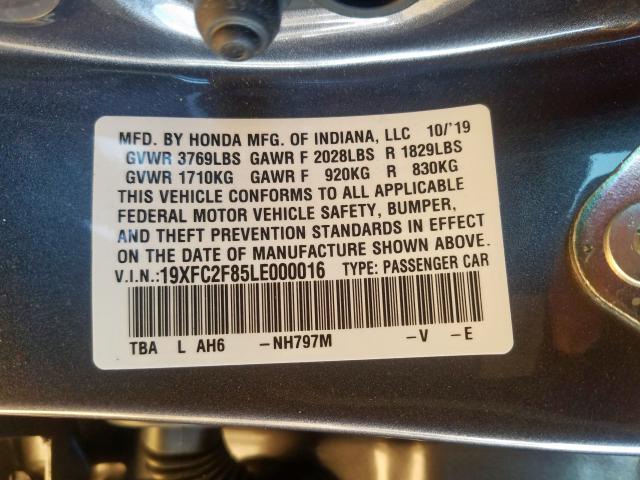 MFD. BY HONDA MFG. OF INDIANA, LLC 10/'19
GVWR 3769LBS GAWR F 2028LBS R 1829LBS
GVWR 1710KG GAWR F 920KG R 830KG
THIS VEHICLE CONFORMS TO ALL APPLICABLE
FEDERAL MOTOR VEHICLE SAFETY, BUMPER,
AND THEFT PREVENTION STANDARDS IN EFFECT
ON THE DATE OF MANUFACTURE SHOWN ABOVE.
V.I.N.:19XFC2F85LE000016 TYPE: PASSENGER CAR
TBA L AH6 –NH797M –V –E